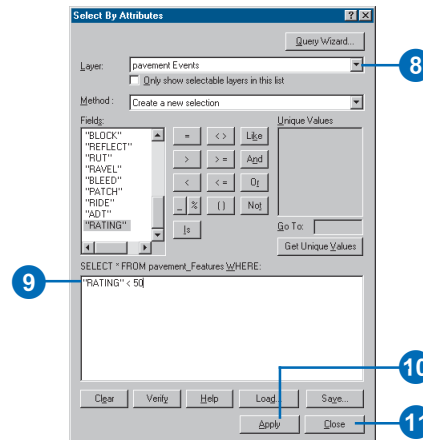 Select By Attributes
Query Wizard...
Layer: pavement Events 8
Only show selectable layers in this list
Method : Create a new selection
Fields: Unique Values
"BLOCK" = < > Like
"REFLECT"
"RUT" > > = And
"RAVEL"
"BLEED" < < = Or
"PATCH"
"RIDE" _ % ( ) Not
"ADT"
"RATING" Is Go To:
Get Unique Values
SELECT * FROM pavement_Features WHERE:
9 "RATING" < 50
Clear Verify Help Load... Save... 10
Apply Close 11